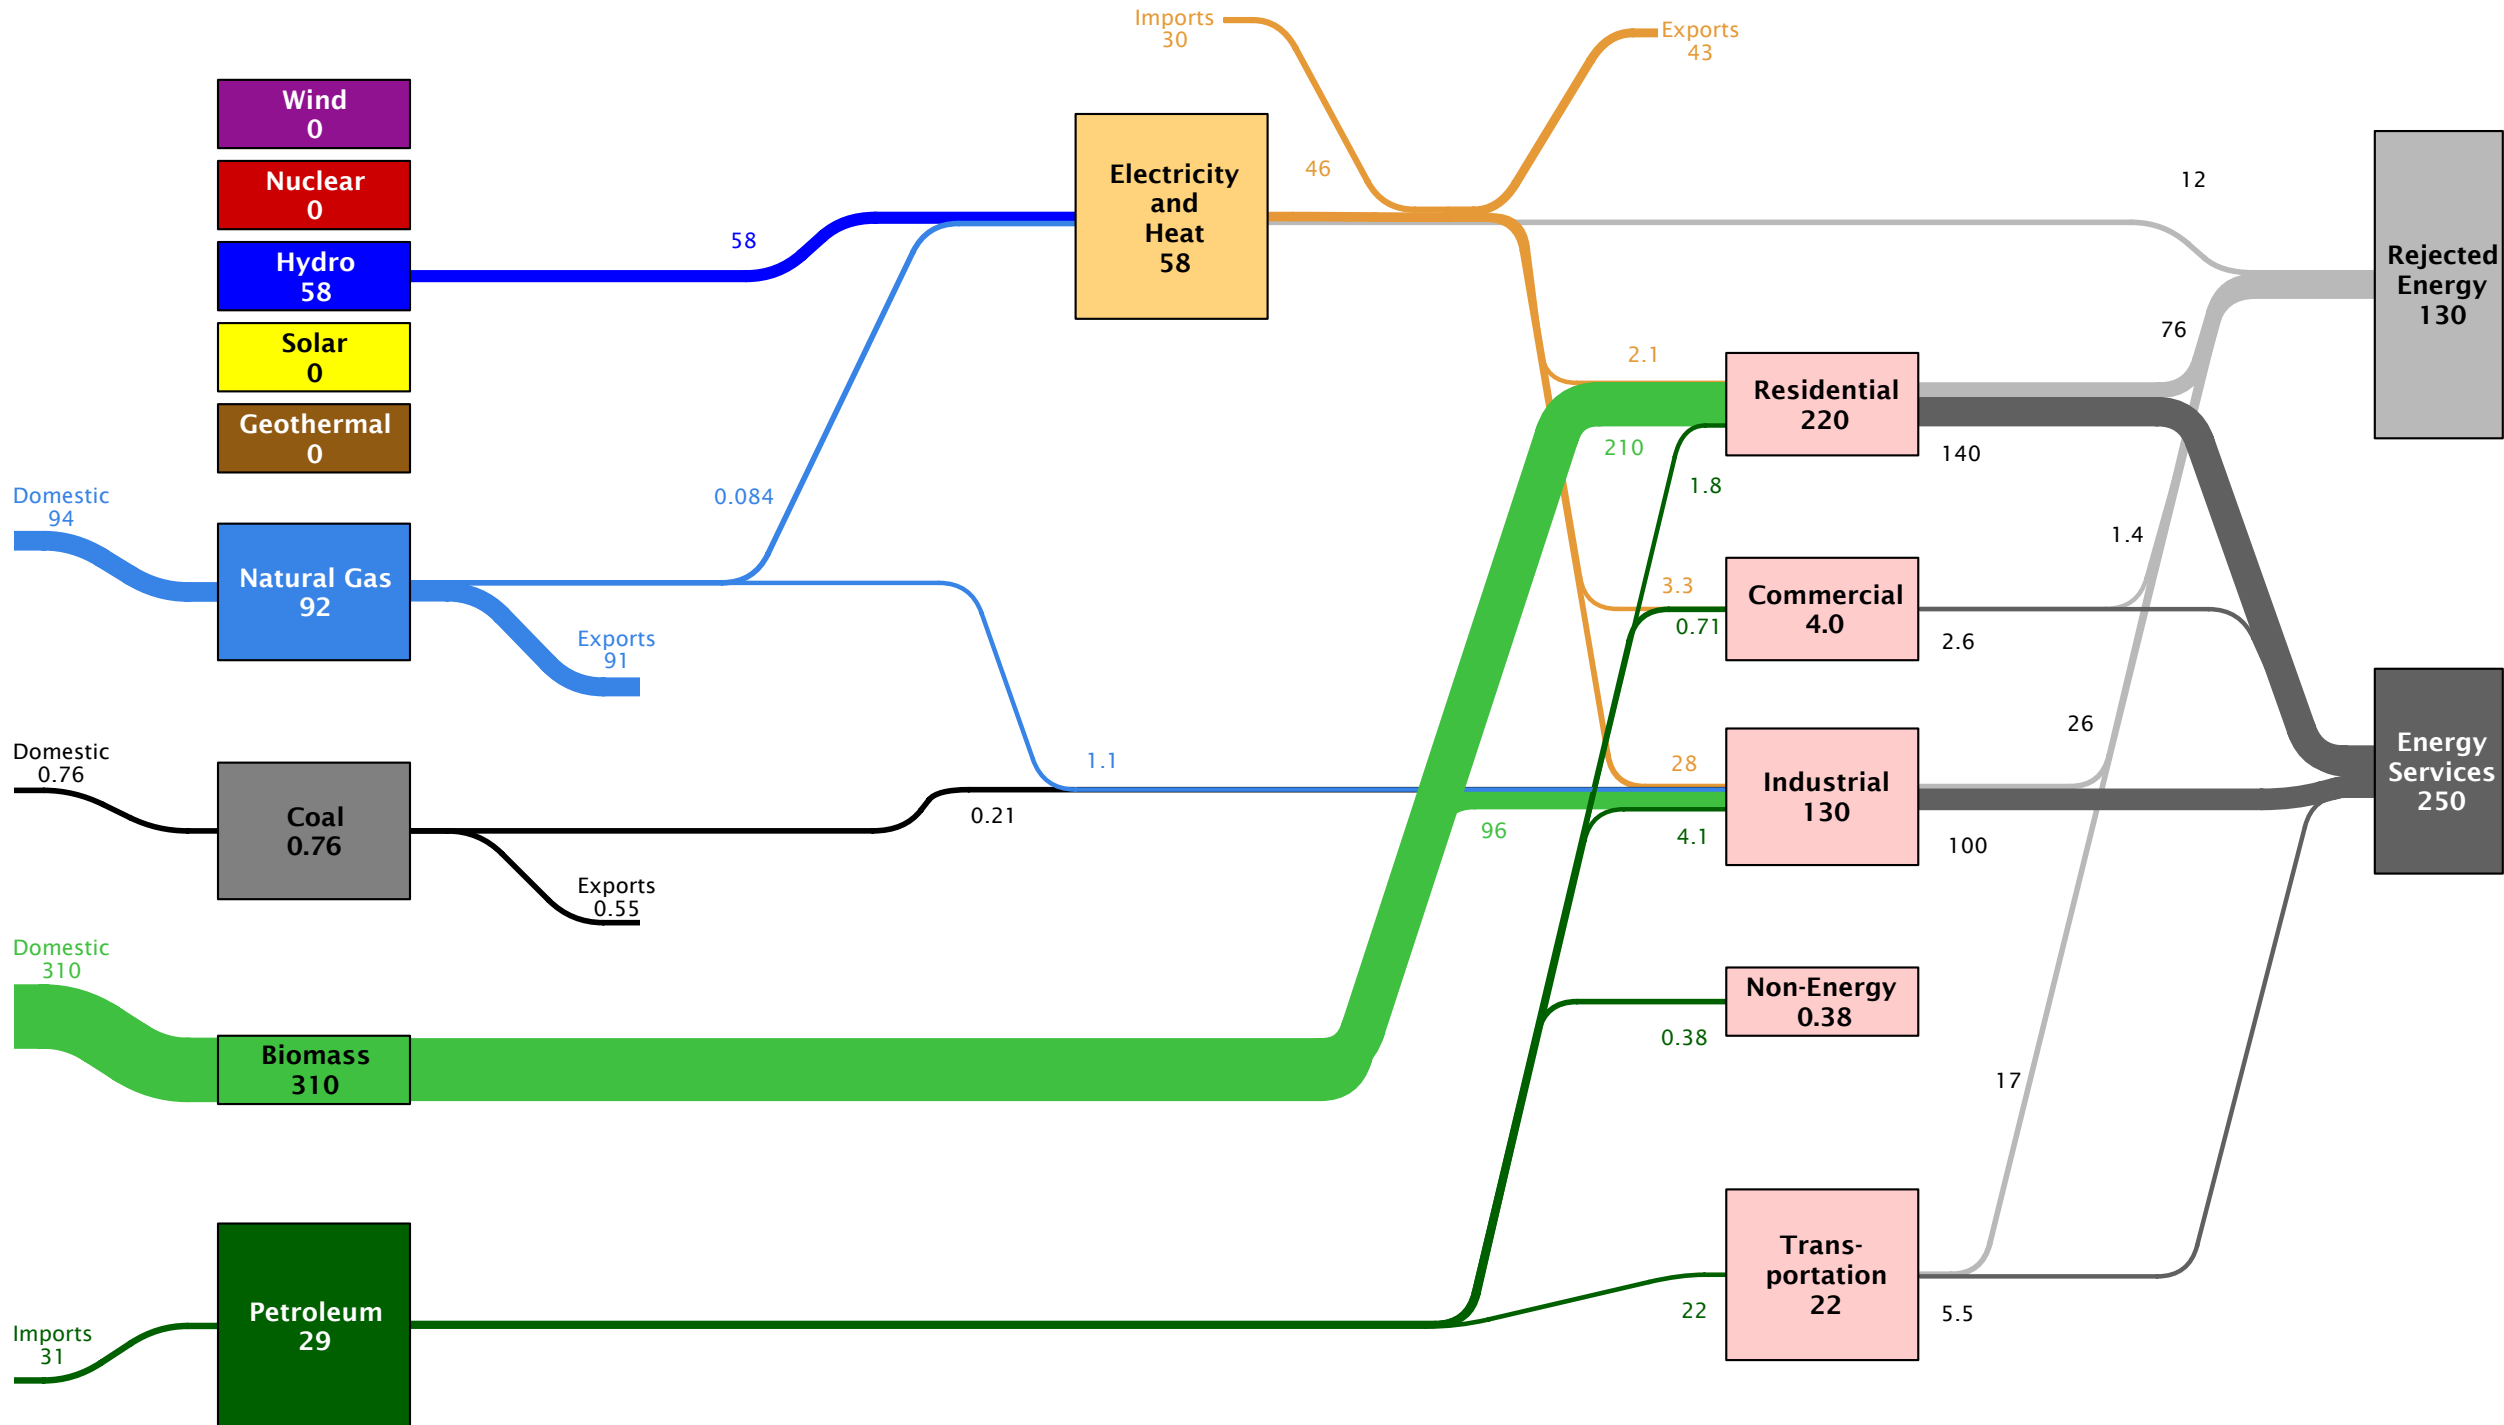 Imports
30
Exports
43
Wind
0
Nuclear
0
Hydro
58
Solar
0
Geothermal
0
58
Electricity
and
Heat
58
46
12
Rejected
Energy
130
76
2.1
Residential
220
210
140
1.8
Domestic
94
Natural Gas
92
0.084
Exports
91
1.4
3.3
0.71
Commercial
4.0
2.6
Domestic
0.76
Coal
0.76
1.1
0.21
Exports
0.55
26
28
Industrial
130
96
4.1
100
Energy
Services
250
Domestic
310
Biomass
310
Non-Energy
0.38
0.38
17
Imports
31
Petroleum
29
Trans-
portation
22
22
5.5